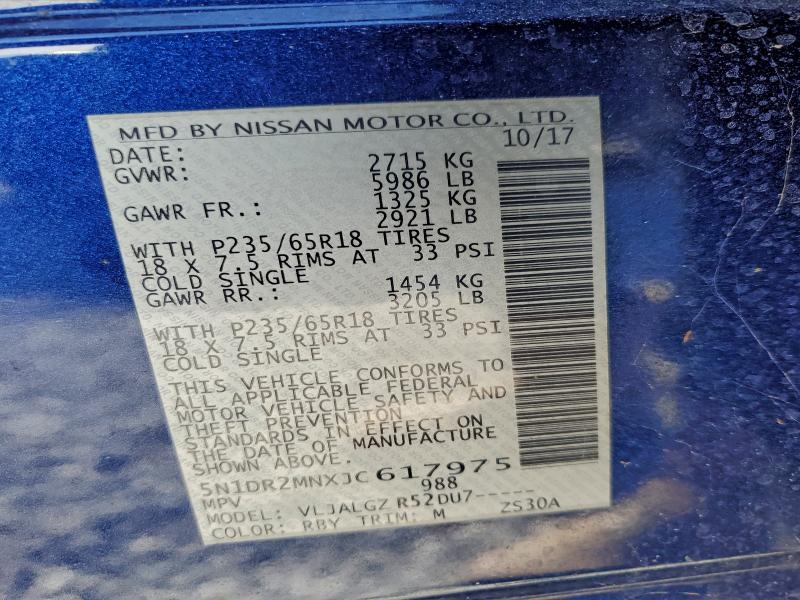 MFD BY NISSAN MOTOR CO., LTD.
DATE: 10/17
GVWR: 2715 KG
5986 LB
GAWR FR.: 1325 KG
2921 LB
WITH P235/65R18 TIRES
18 X 7.5 RIMS AT 33 PSI
COLD SINGLE
GAWR RR.: 1454 KG
3205 LB
WITH P235/65R18 TIRES
18 X 7.5 RIMS AT 33 PSI
COLD SINGLE
THIS VEHICLE CONFORMS TO
ALL APPLICABLE FEDERAL
MOTOR VEHICLE SAFETY AND
THEFT PREVENTION
STANDARDS IN EFFECT ON
THE DATE OF MANUFACTURE
SHOWN ABOVE.
5N1DR2MNXJC617975
MPV 988
MODEL: VLJALGZ R52DU7-----
COLOR: RBY TRIM: M ZS30A